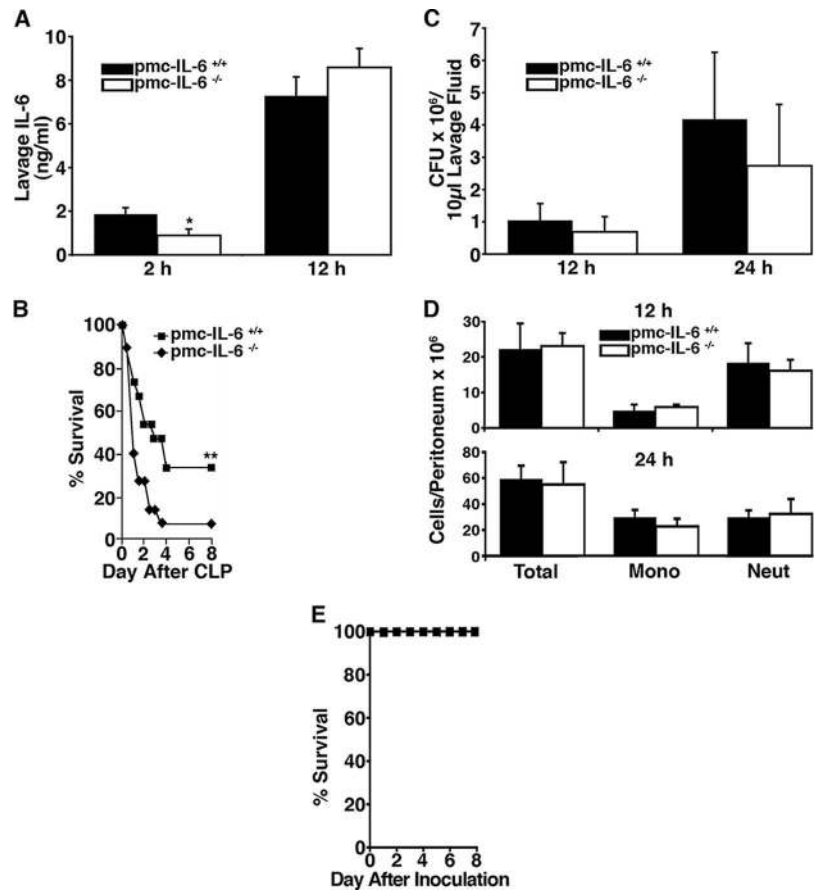 A
Lavage IL-6
(ng/ml)
10
8
6
4
2
0
pmc-IL-6 +/+
pmc-IL-6 -/-
*
2 h
12 h
C
CFU x 10⁶/
10µl Lavage Fluid
7
6
5
4
3
2
1
0
pmc-IL-6 +/+
pmc-IL-6 -/-
12 h
24 h
B
% Survival
100
80
60
40
20
0
pmc-IL-6 +/+
pmc-IL-6 -/-
**
0 2 4 6 8
Day After CLP
D
Cells/Peritoneum x 10⁶
12 h
30
20
10
0
pmc-IL-6 +/+
pmc-IL-6 -/-
24 h
80
60
40
20
0
Total Mono Neut
E
% Survival
100
80
60
40
20
0
0 2 4 6 8
Day After Inoculation